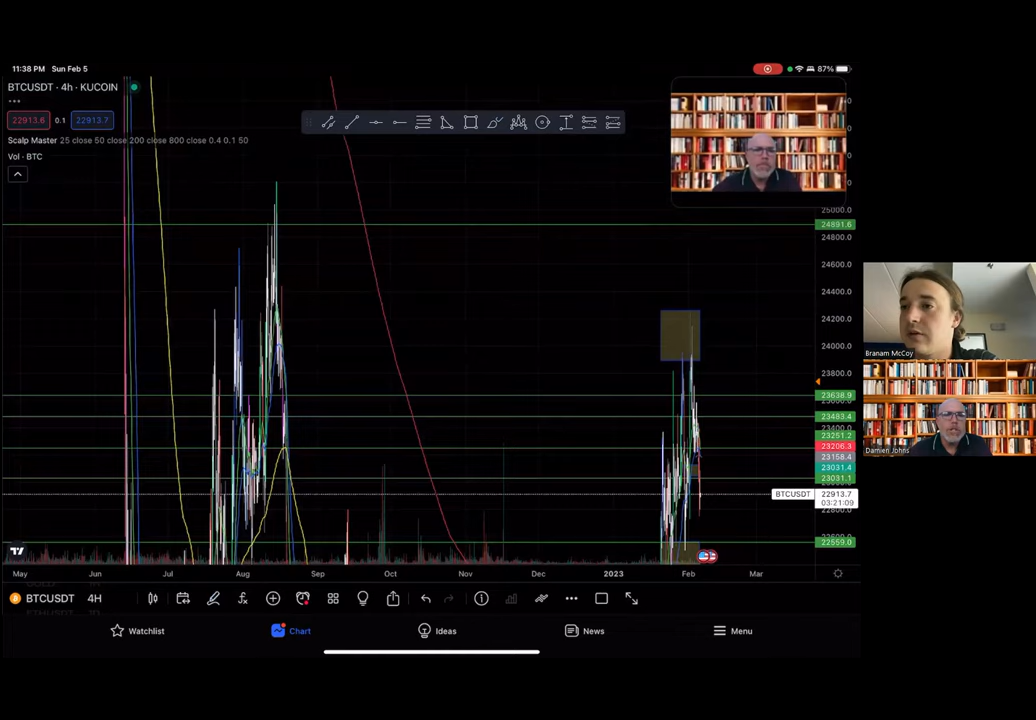 11:38 PM Sun Feb 5 87%
BTCUSDT · 4h · KUCOIN
22913.6 0.1 22913.7
Scalp Master 25 close 50 close 200 close 800 close 0.4 0.1 50
Vol · BTC
25000.0
24891.6
24600.0
24400.0
24200.0
24000.0
23800.0
23638.9
23483.4
23400.0
23251.2
23206.3
23158.4
23031.4
23031.1
BTCUSDT 22913.7
03:21:09
22800.0
22559.0
May Jun Jul Aug Sep Oct Nov Dec 2023 Feb Mar
BTCUSDT 4H
Watchlist Chart Ideas News Menu
Branam McCoy
Damien Johns